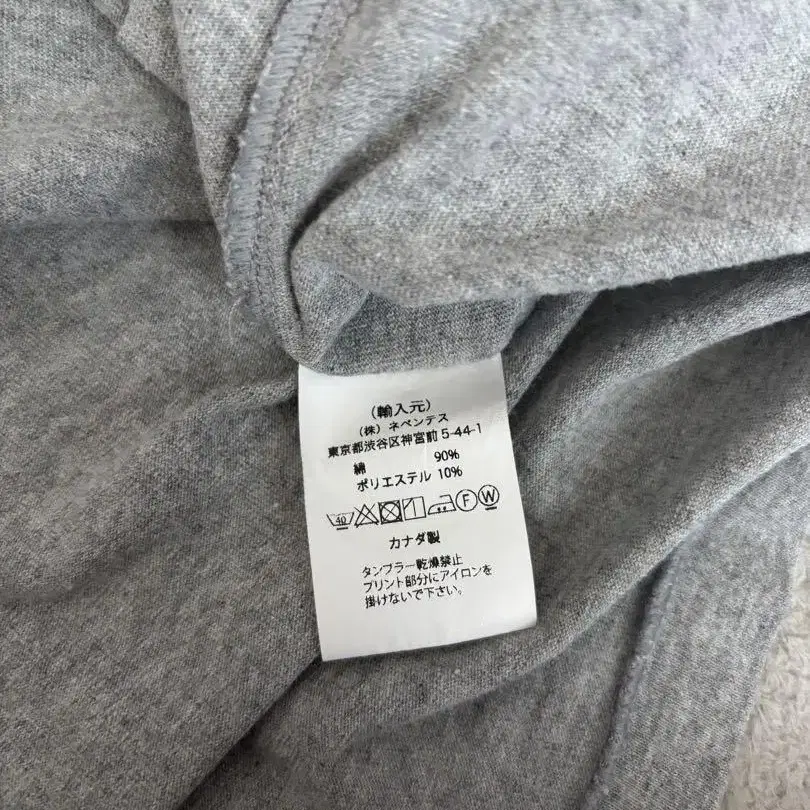 (輸入元)
(株) ネペンテス
東京都渋谷区神宮前 5-44-1
綿 90%
ポリエステル 10%
40 F W
カナダ製
タンブラー乾燥禁止
プリント部分にアイロンを
掛けないで下さい。